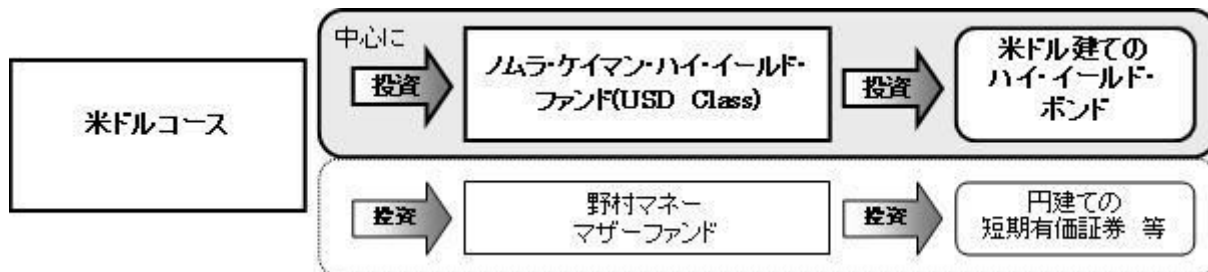 米ドルコース
中心に
投資
ノムラ・ケイマン・ハイ・イールド・
ファンド(USD Class)
投資
米ドル建ての
ハイ・イールド・
ボンド
投資
野村マネー
マザーファンド
投資
円建ての
短期有価証券 等